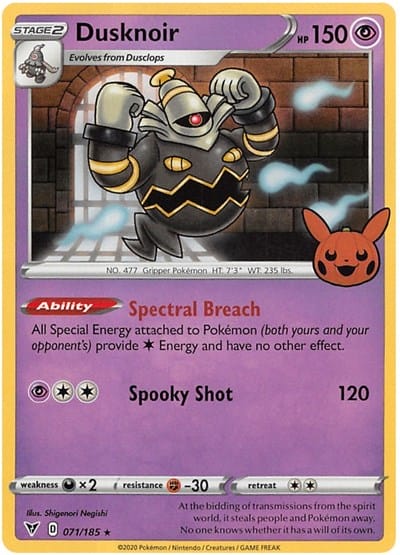 STAGE 2 Dusknoir HP 150
Evolves from Dusclops
NO. 477 Gripper Pokémon HT: 7'3" WT: 235 lbs.
Ability Spectral Breach
All Special Energy attached to Pokémon (both yours and your
opponent's) provide Energy and have no other effect.
Spooky Shot 120
weakness ×2 resistance -30 retreat
Illus. Shigenori Negishi
D 071/185 ★
At the bidding of transmissions from the spirit
world, it steals people and Pokémon away.
No one knows whether it has a will of its own.
©2020 Pokémon / Nintendo / Creatures / GAME FREAK